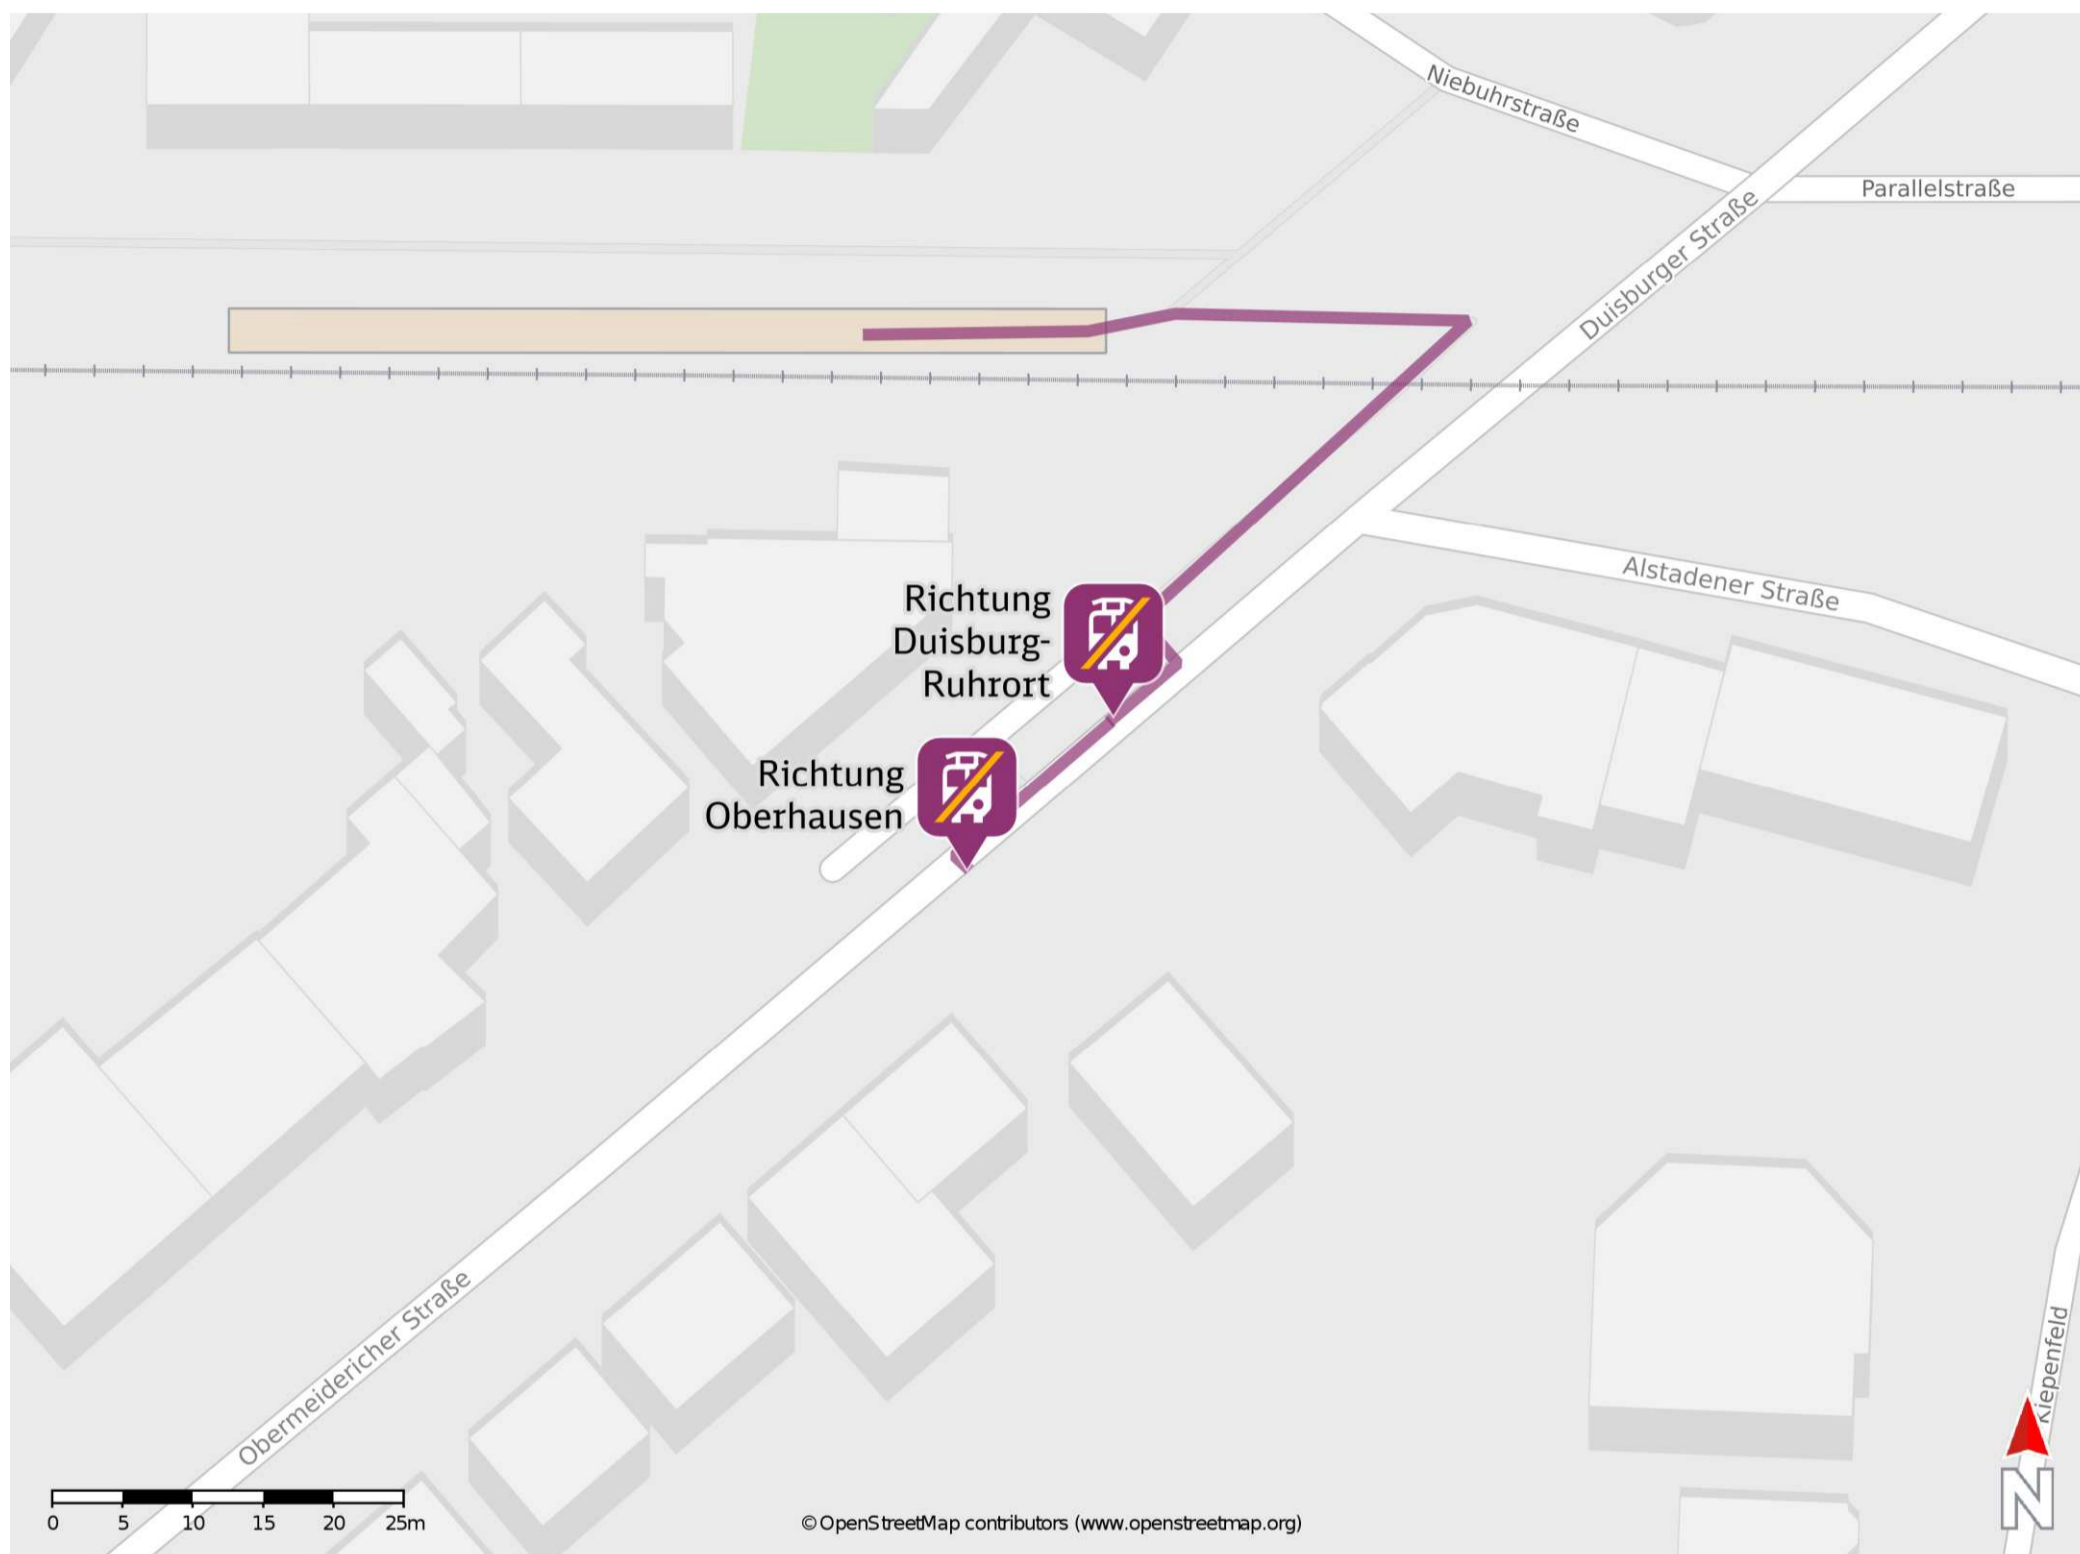 Niebuhrstraße
Parallelstraße
Duisburger Straße
Alstadener Straße
Richtung
Duisburg-
Ruhrort
Richtung
Oberhausen
Obermeidericher Straße
Kiepenfeld
N
0 5 10 15 20 25m
© OpenStreetMap contributors (www.openstreetmap.org)